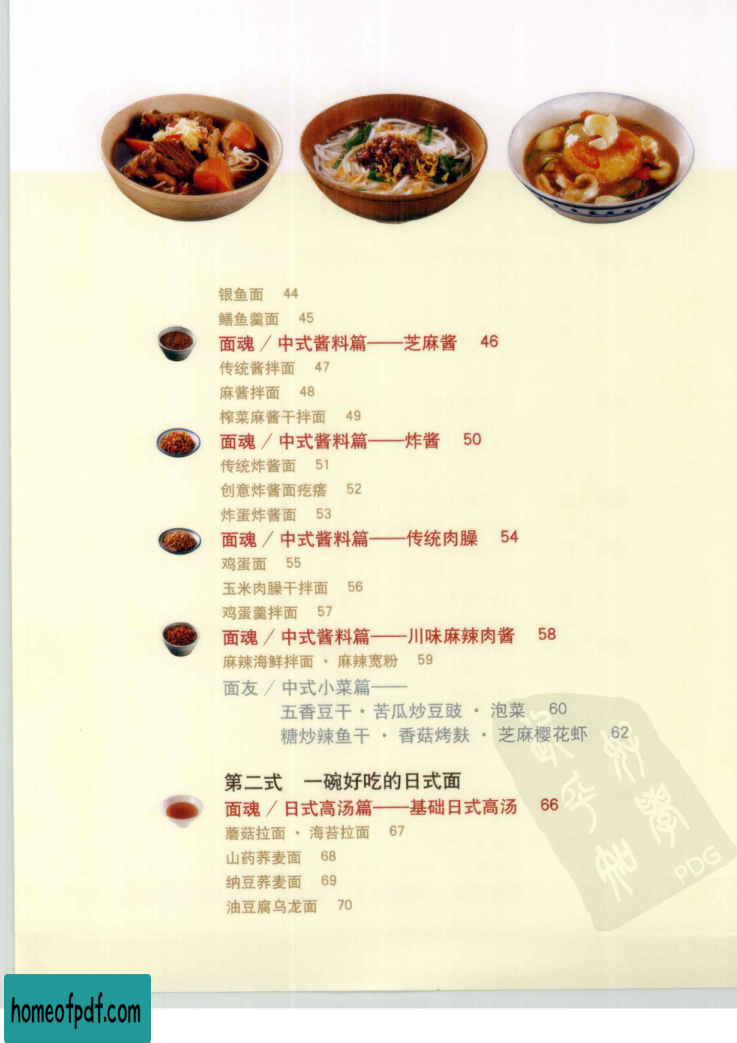 银鱼面 44
鳝鱼羹面 45
面魂 / 中式酱料篇——芝麻酱 46
传统酱拌面 47
麻酱拌面 48
榨菜麻酱干拌面 49
面魂 / 中式酱料篇——炸酱 50
传统炸酱面 51
创意炸酱面疙瘩 52
炸蛋炸酱面 53
面魂 / 中式酱料篇——传统肉臊 54
鸡蛋面 55
玉米肉臊干拌面 56
鸡蛋羹拌面 57
面魂 / 中式酱料篇——川味麻辣肉酱 58
麻辣海鲜拌面 · 麻辣宽粉 59
面友 / 中式小菜篇——
五香豆干 · 苦瓜炒豆豉 · 泡菜 60
糖炒辣鱼干 · 香菇烤麸 · 芝麻樱花虾 62
第二式 一碗好吃的日式面
面魂 / 日式高汤篇——基础日式高汤 66
蘑菇拉面 · 海苔拉面 67
山药荞麦面 68
纳豆荞麦面 69
油豆腐乌龙面 70
PDG
homeofpdf.com